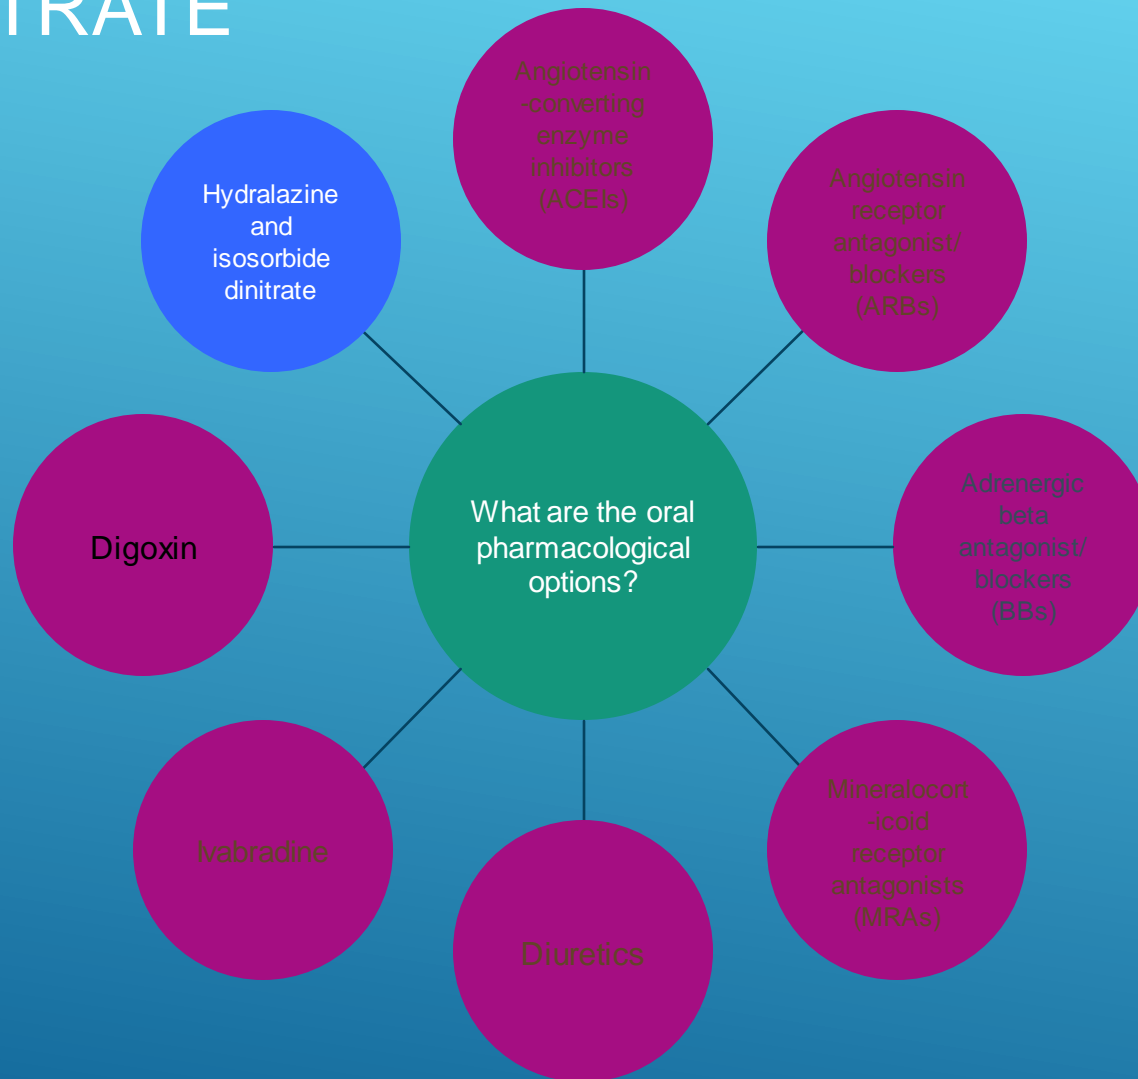 TRATE
Angiotensin
-converting
enzyme
inhibitors
(ACEIs)
Hydralazine
and
isosorbide
dinitrate
Angiotensin
receptor
antagonist/
blockers
(ARBs)
Digoxin
What are the oral
pharmacological
options?
Adrenergic
beta
antagonist/
blockers
(BBs)
Ivabradine
Diuretics
Mineralocort
-icoid
receptor
antagonists
(MRAs)